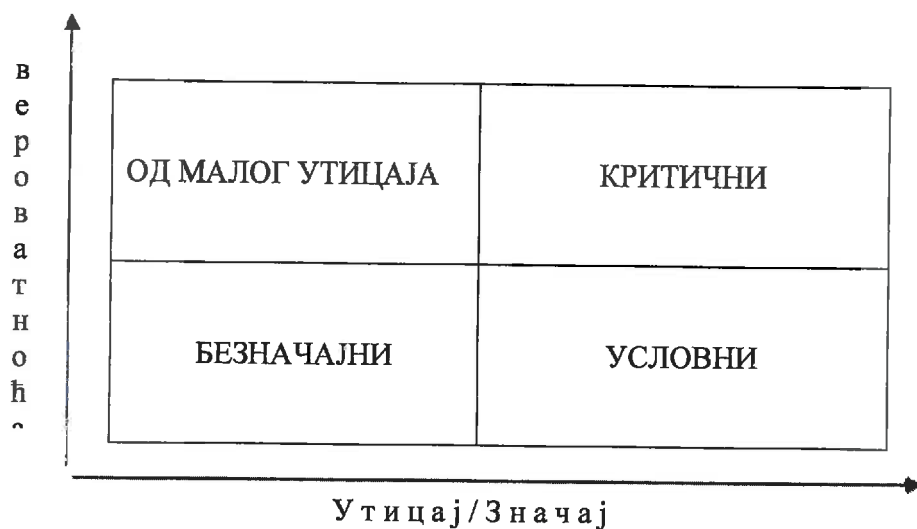 вероватноћ
ОД МАЛОГ УТИЦАЈА
КРИТИЧНИ
БЕЗНАЧАЈНИ
УСЛОВНИ
Утицај/Значај